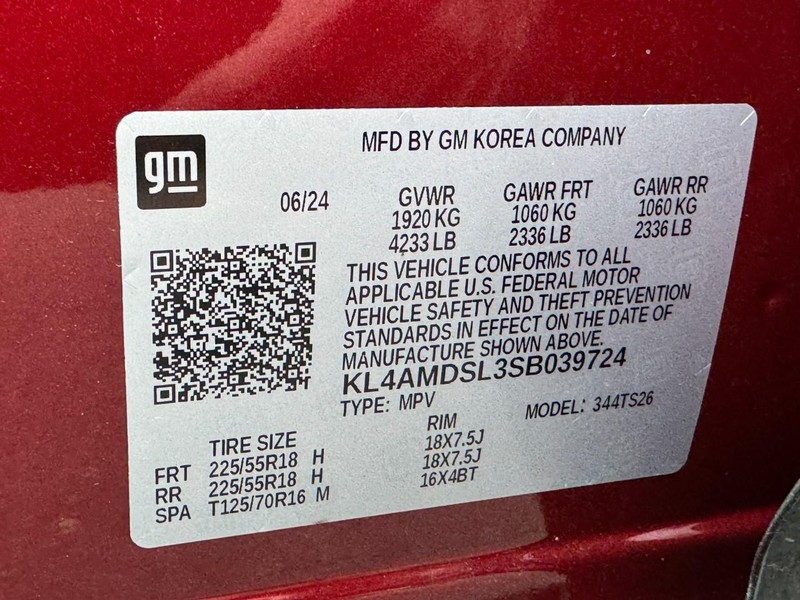 gm
MFD BY GM KOREA COMPANY
06/24
GVWR GAWR FRT GAWR RR
1920 KG 1060 KG 1060 KG
4233 LB 2336 LB 2336 LB
THIS VEHICLE CONFORMS TO ALL
APPLICABLE U.S. FEDERAL MOTOR
VEHICLE SAFETY AND THEFT PREVENTION
STANDARDS IN EFFECT ON THE DATE OF
MANUFACTURE SHOWN ABOVE.
KL4AMDSL3SB039724
TYPE: MPV MODEL: 344TS26
TIRE SIZE RIM
FRT 225/55R18 H 18X7.5J
RR 225/55R18 H 18X7.5J
SPA T125/70R16 M 16X4BT